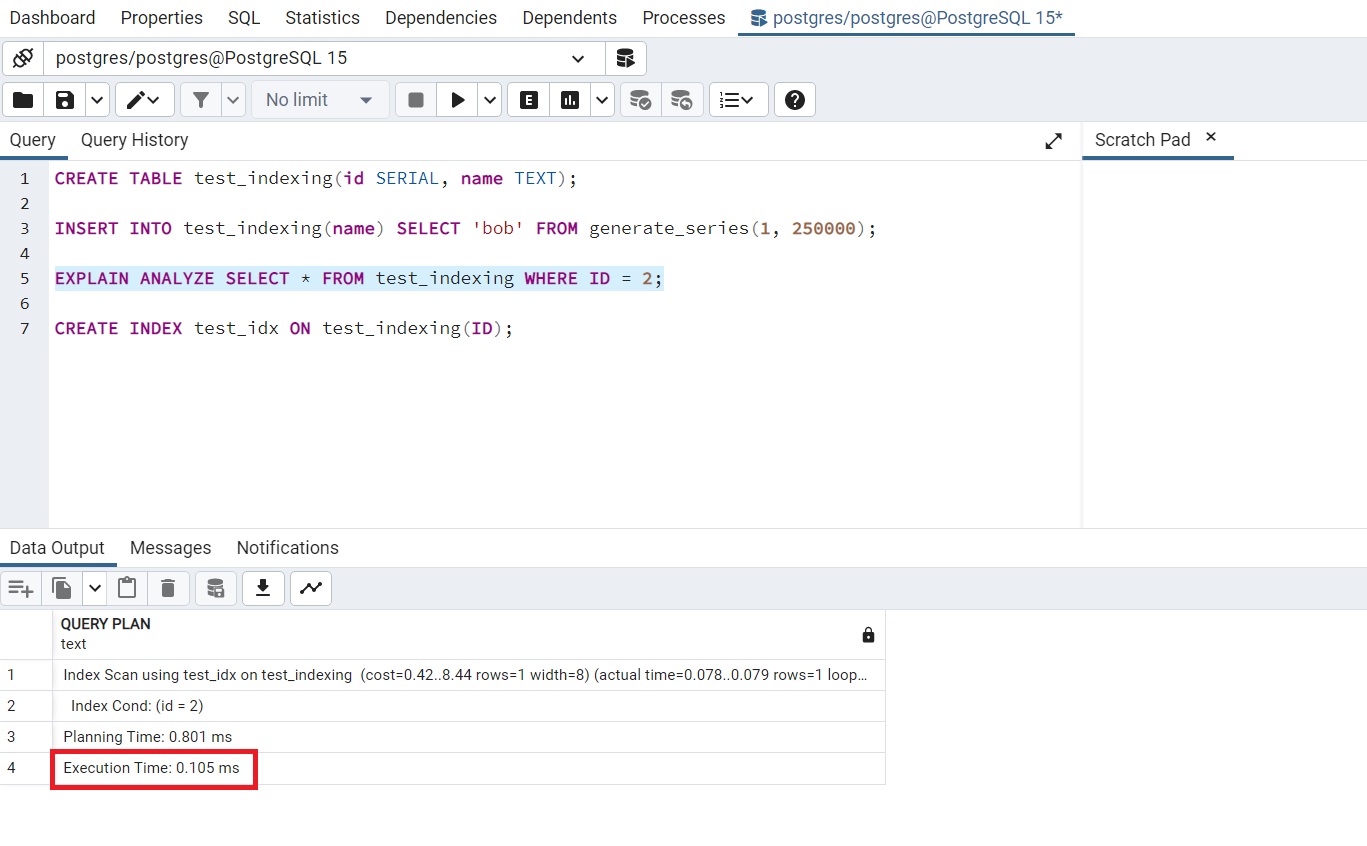 Dashboard Properties SQL Statistics Dependencies Dependents Processes postgres/postgres@PostgreSQL 15*
postgres/postgres@PostgreSQL 15
E No limit
Query Query History Scratch Pad
1 CREATE TABLE test_indexing(id SERIAL, name TEXT);
2
3 INSERT INTO test_indexing(name) SELECT 'bob' FROM generate_series(1, 250000);
4
5 EXPLAIN ANALYZE SELECT * FROM test_indexing WHERE ID = 2;
6
7 CREATE INDEX test_idx ON test_indexing(ID);
Data Output Messages Notifications
QUERY PLAN
text
1 Index Scan using test_idx on test_indexing (cost=0.42..8.44 rows=1 width=8) (actual time=0.078..0.079 rows=1 loop...
2 Index Cond: (id = 2)
3 Planning Time: 0.801 ms
4 Execution Time: 0.105 ms